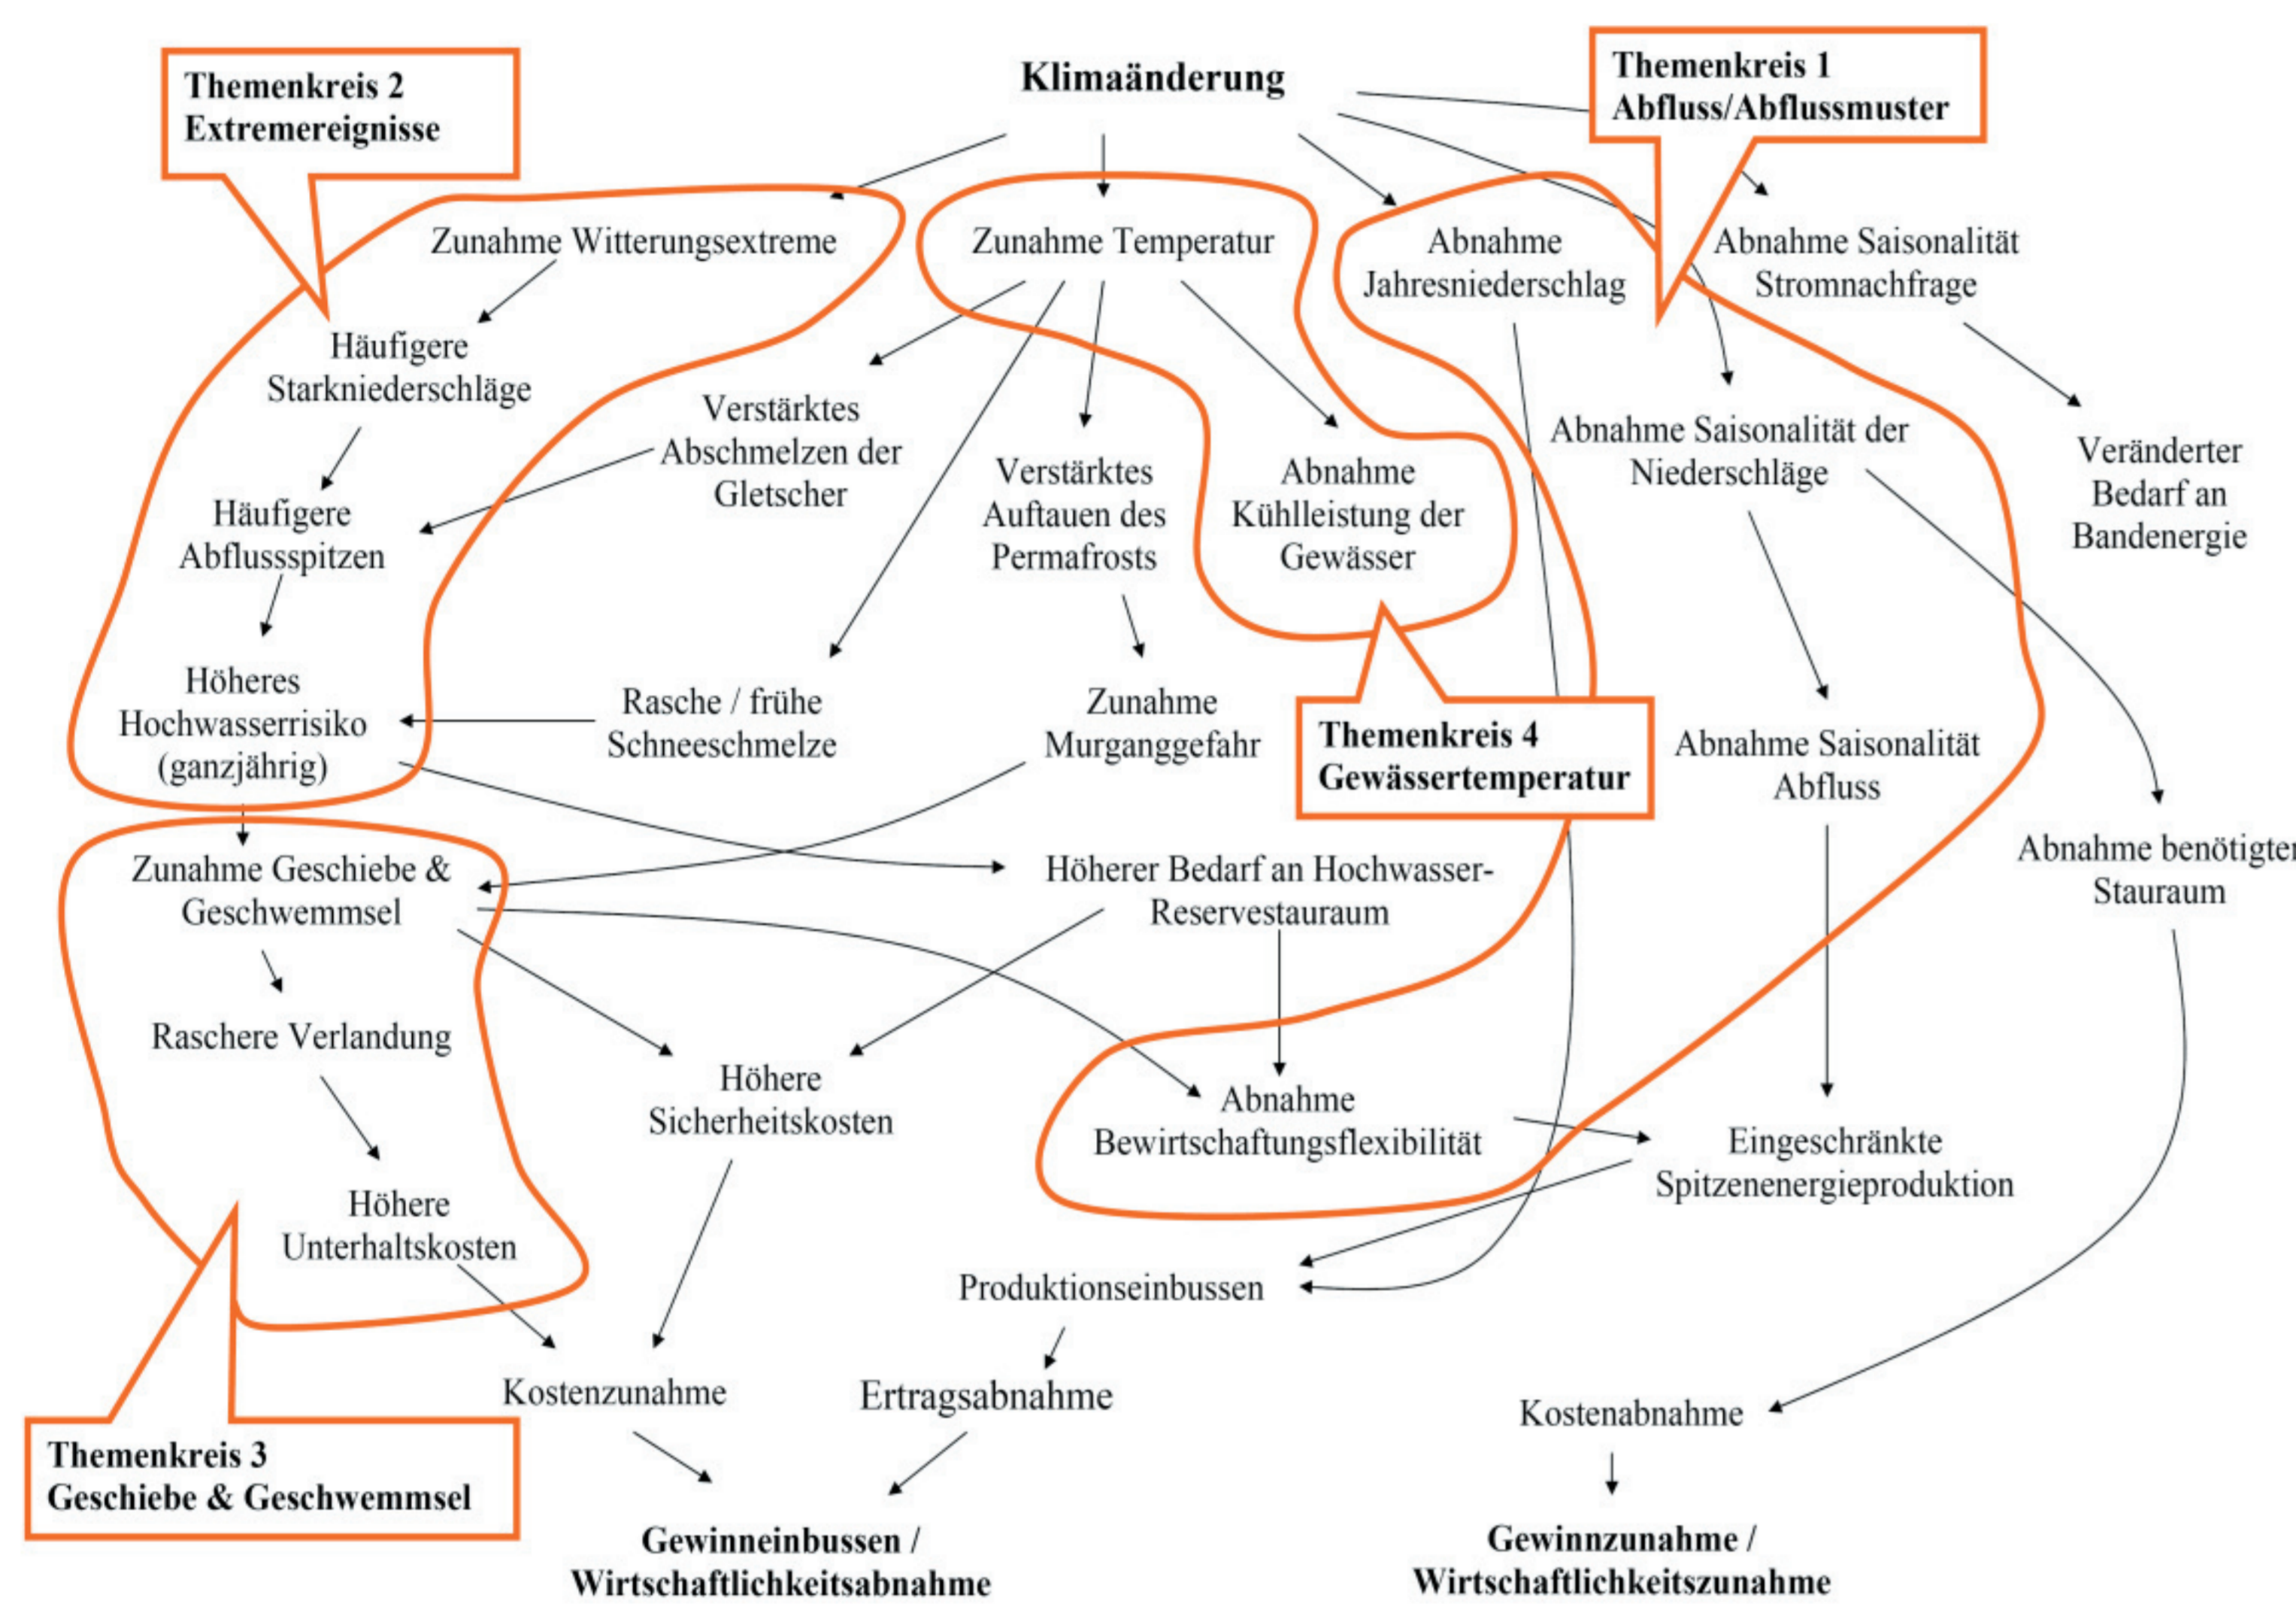 Klimaänderung
Themenkreis 1
Abfluss/Abflussmuster
Themenkreis 2
Extremereignisse
Zunahme Witterungsextreme
Zunahme Temperatur
Abnahme
Jahresniederschlag
Abnahme Saisonalität
Stromnachfrage
Häufigere
Starkniederschläge
Verstärktes
Abschmelzen der
Gletscher
Verstärktes
Auftauen des
Permafrosts
Abnahme
Kühlleistung der
Gewässer
Abnahme Saisonalität der
Niederschläge
Veränderter
Bedarf an
Bandenergie
Häufigere
Abflussspitzen
Höheres
Hochwasserrisiko
(ganzjährig)
Rasche / frühe
Schneeschmelze
Zunahme
Murganggefahr
Themenkreis 4
Gewässertemperatur
Abnahme Saisonalität
Abfluss
Zunahme Geschiebe &
Geschwemmsel
Höherer Bedarf an Hochwasser-
Reservestauraum
Abnahme benötigter
Stauraum
Raschere Verlandung
Höhere
Sicherheitskosten
Abnahme
Bewirtschaftungsflexibilität
Eingeschränkte
Spitzenenergieproduktion
Höhere
Unterhaltskosten
Produktionseinbussen
Kostenzunahme
Ertragsabnahme
Kostenabnahme
Themenkreis 3
Geschiebe & Geschwemmsel
Gewinneinbussen /
Wirtschaftlichkeitsabnahme
Gewinnzunahme /
Wirtschaftlichkeitszunahme